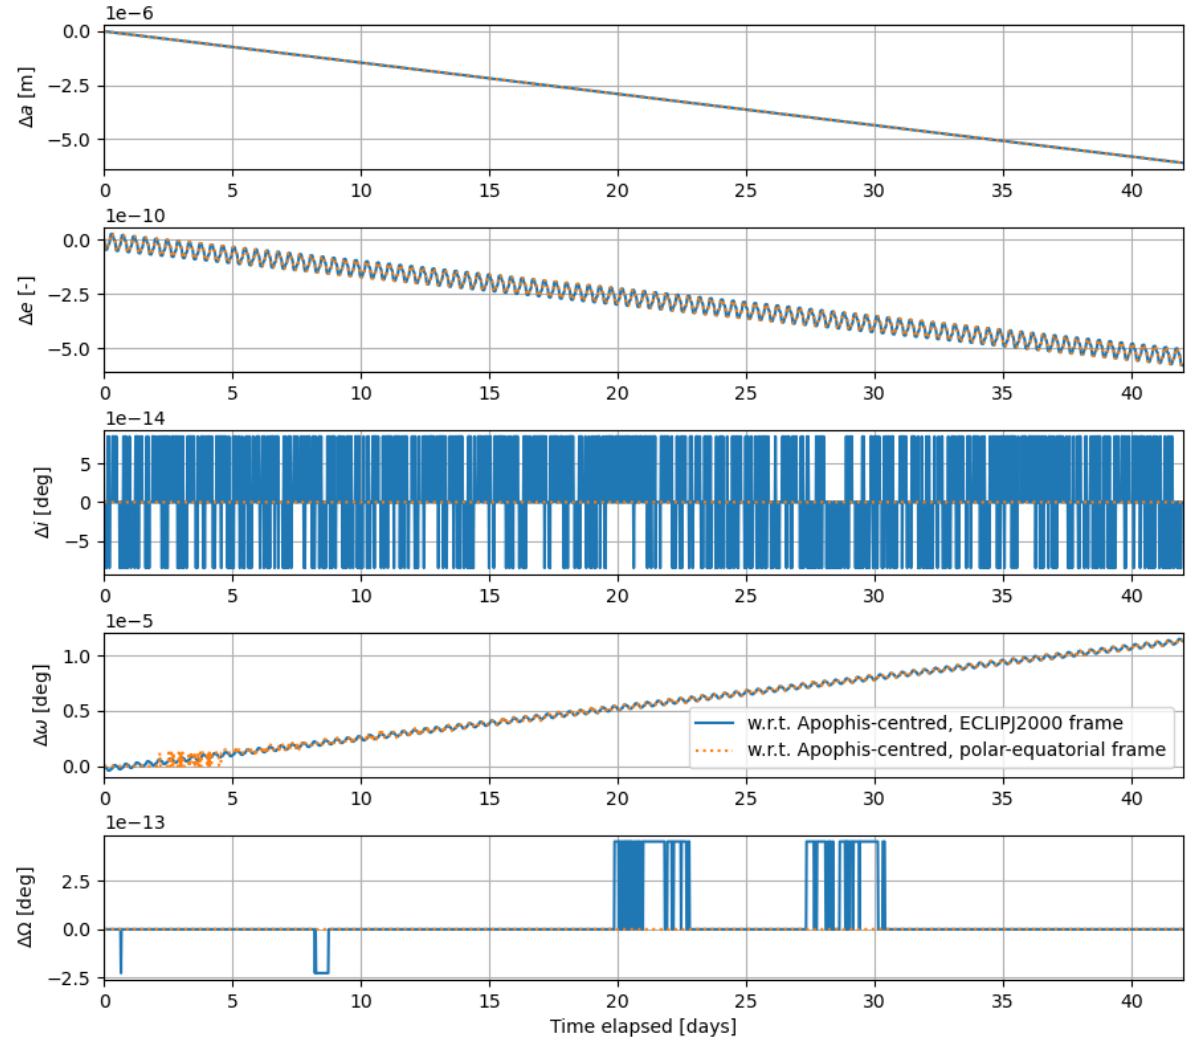 1e−6
0.0
−2.5
−5.0
Δa [m]
0 5 10 15 20 25 30 35 40
1e−10
0.0
−2.5
−5.0
Δe [-]
0 5 10 15 20 25 30 35 40
1e−14
5
0
−5
Δi [deg]
0 5 10 15 20 25 30 35 40
1e−5
1.0
0.5
0.0
Δω [deg]
w.r.t. Apophis-centred, ECLIPJ2000 frame
w.r.t. Apophis-centred, polar-equatorial frame
0 5 10 15 20 25 30 35 40
1e−13
2.5
0.0
−2.5
ΔΩ [deg]
0 5 10 15 20 25 30 35 40
Time elapsed [days]